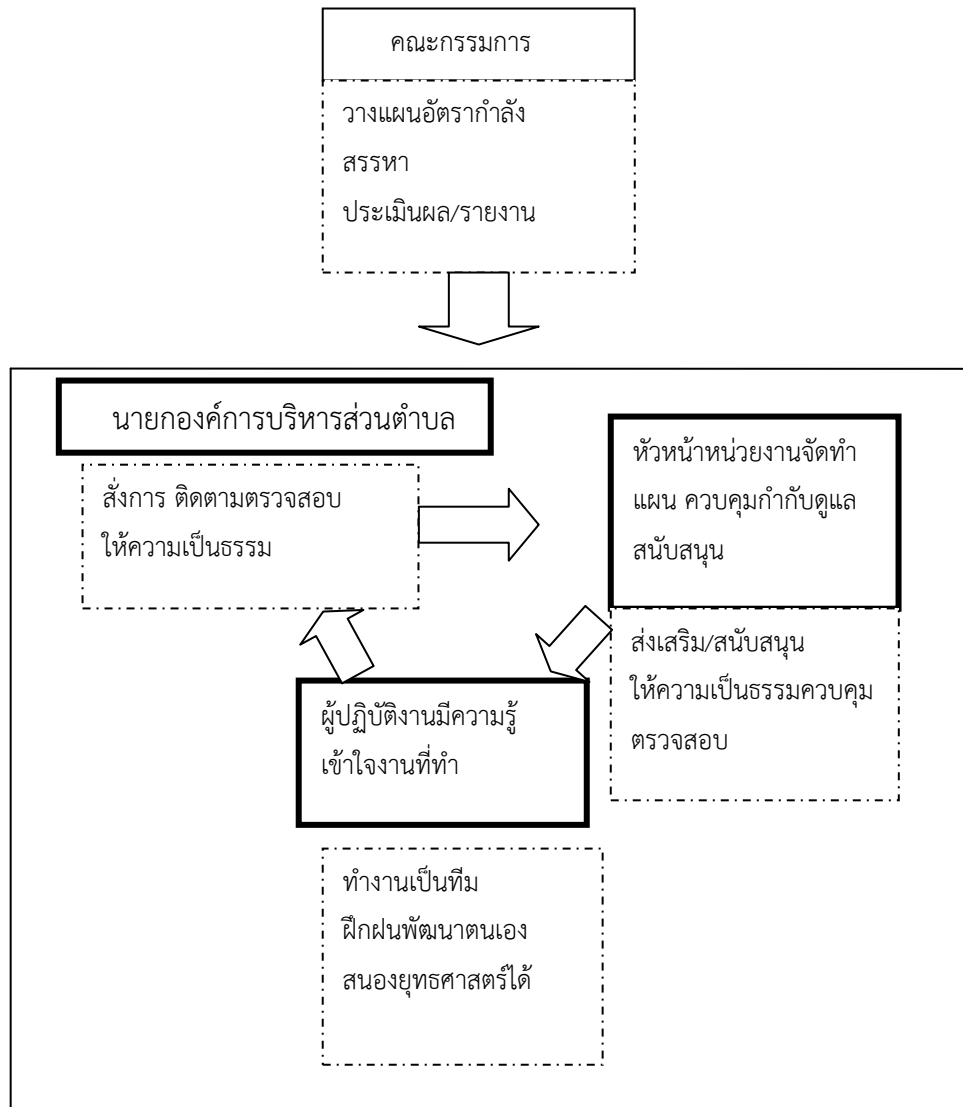 คณะกรรมการ
วางแผนอัตรากำลัง
สรรหา
ประเมินผล/รายงาน
นายกองค์การบริหารส่วนตำบล
สั่งการ ติดตามตรวจสอบ
ให้ความเป็นธรรม
หัวหน้าหน่วยงานจัดทำ
แผน ควบคุมกำกับดูแล
สนับสนุน
ส่งเสริม/สนับสนุน
ให้ความเป็นธรรมควบคุม
ตรวจสอบ
ผู้ปฏิบัติงานมีความรู้
เข้าใจงานที่ทำ
ทำงานเป็นทีม
ฝึกฝนพัฒนาตนเอง
สนองยุทธศาสตร์ได้